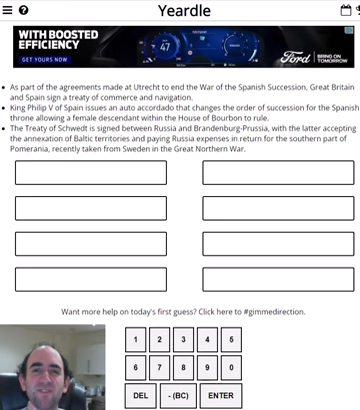 Yeardle
WITH BOOSTED
EFFICIENCY
GET YOURS NOW
47
Ford
BRING ON
TOMORROW
• As part of the agreements made at Utrecht to end the War of the Spanish Succession, Great Britain
and Spain sign a treaty of commerce and navigation.
• King Philip V of Spain issues an auto accordado that changes the order of succession for the Spanish
throne allowing a female descendant within the House of Bourbon to rule.
• The Treaty of Schwedt is signed between Russia and Brandenburg-Prussia, with the latter accepting
the annexation of Baltic territories and paying Russia expenses in return for the southern part of
Pomerania, recently taken from Sweden in the Great Northern War.
Want more help on today's first guess? Click here to #gimmedirection.
1 2 3 4 5
6 7 8 9 0
DEL - (BC) ENTER